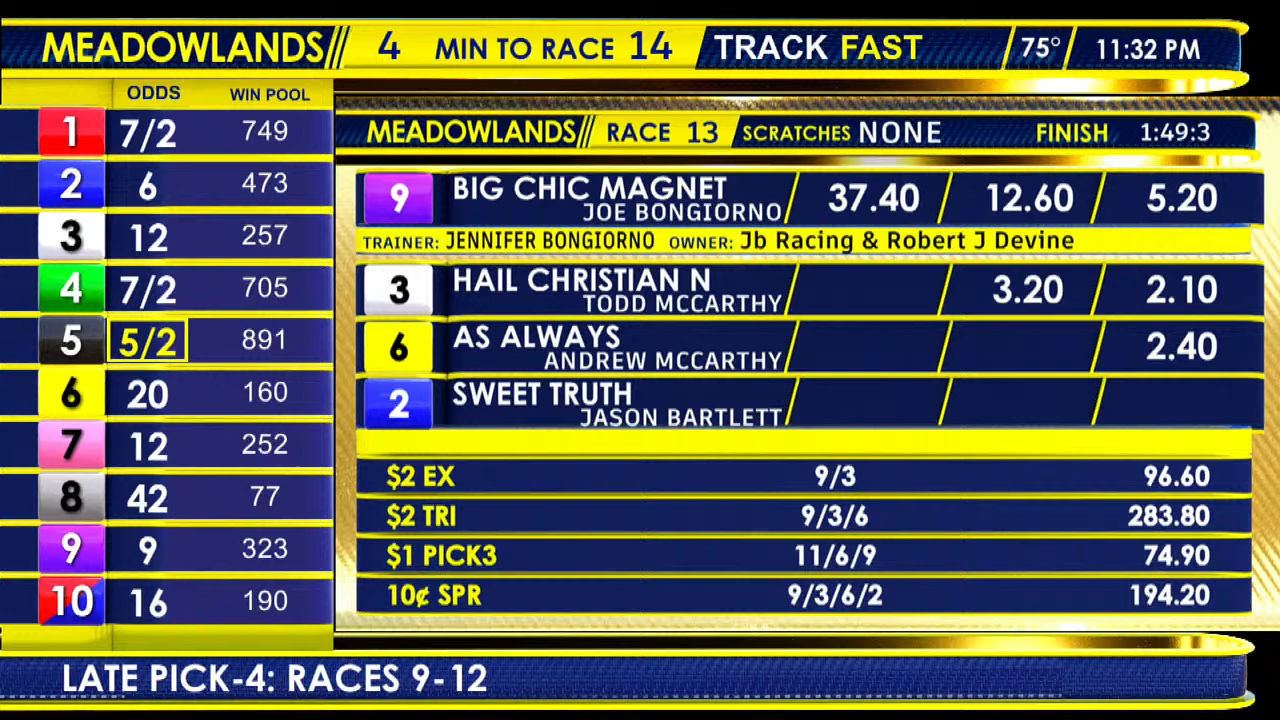 MEADOWLANDS// 4 MIN TO RACE 14 TRACK FAST 75° 11:32 PM
ODDS WIN POOL
1 7/2 749
2 6 473
3 12 257
4 7/2 705
5 5/2 891
6 20 160
7 12 252
8 42 77
9 9 323
10 16 190
MEADOWLANDS// RACE 13 SCRATCHES NONE FINISH 1:49:3
9 BIG CHIC MAGNET 37.40 12.60 5.20
JOE BONGIORNO
TRAINER: JENNIFER BONGIORNO OWNER: Jb Racing & Robert J Devine
3 HAIL CHRISTIAN N 3.20 2.10
TODD MCCARTHY
6 AS ALWAYS 2.40
ANDREW MCCARTHY
2 SWEET TRUTH
JASON BARTLETT
$2 EX 9/3 96.60
$2 TRI 9/3/6 283.80
$1 PICK3 11/6/9 74.90
10¢ SPR 9/3/6/2 194.20
LATE PICK-4: RACES 9-12